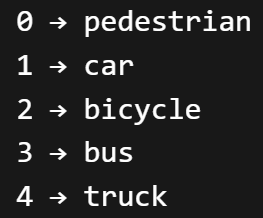 0 → pedestrian
1 → car
2 → bicycle
3 → bus
4 → truck